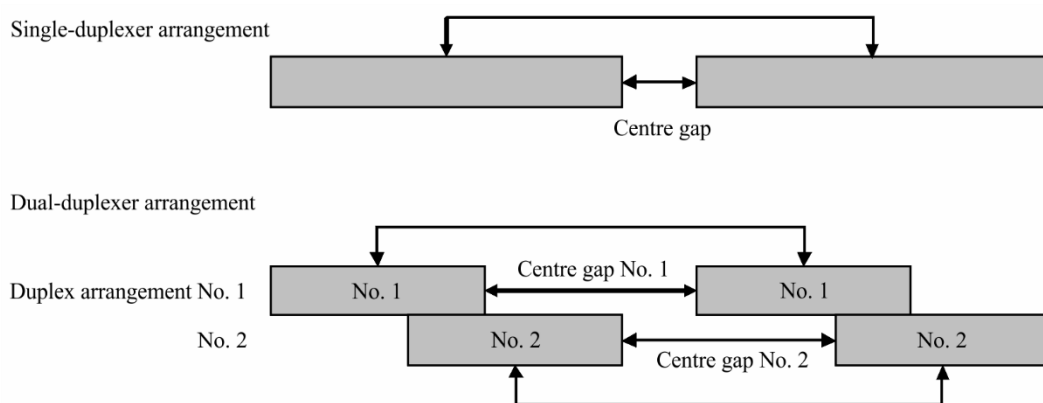 Single-duplexer arrangement
Centre gap
Dual-duplexer arrangement
Duplex arrangement No. 1
No. 1
Centre gap No. 1
No. 1
No. 2
No. 2
Centre gap No. 2
No. 2